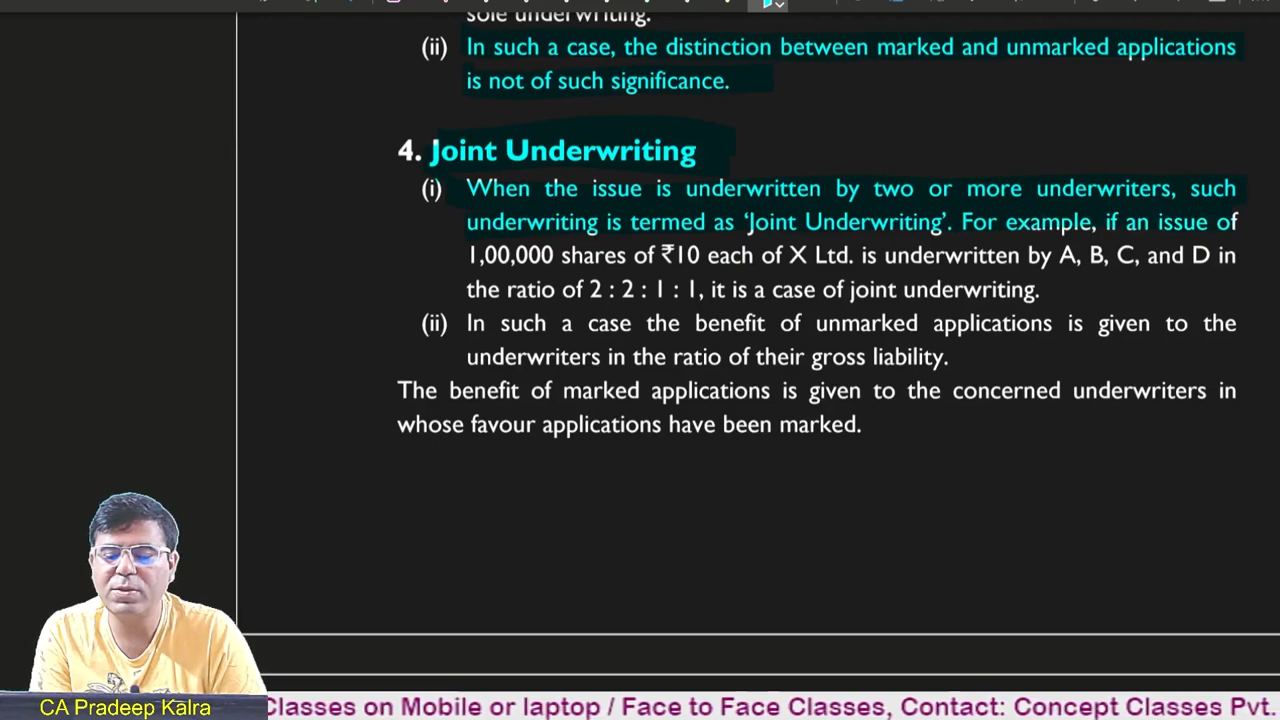 sole underwriting.
(ii) In such a case, the distinction between marked and unmarked applications
is not of such significance.
4. Joint Underwriting
(i) When the issue is underwritten by two or more underwriters, such
underwriting is termed as ‘Joint Underwriting’. For example, if an issue of
1,00,000 shares of ₹10 each of X Ltd. is underwritten by A, B, C, and D in
the ratio of 2 : 2 : 1 : 1, it is a case of joint underwriting.
(ii) In such a case the benefit of unmarked applications is given to the
underwriters in the ratio of their gross liability.
The benefit of marked applications is given to the concerned underwriters in
whose favour applications have been marked.
CA Pradeep Kalra
Classes on Mobile or laptop / Face to Face Classes, Contact: Concept Classes Pvt.